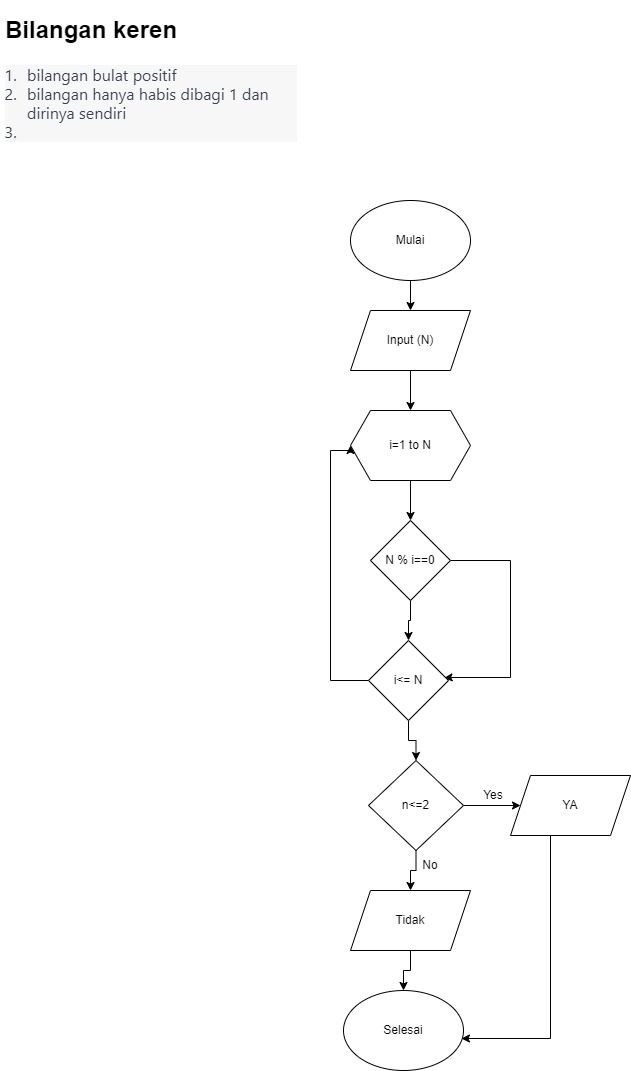 Bilangan keren
1. bilangan bulat positif
2. bilangan hanya habis dibagi 1 dan
dirinya sendiri
3.
Mulai
Input (N)
i=1 to N
N % i==0
i<= N
n<=2
Yes
YA
No
Tidak
Selesai